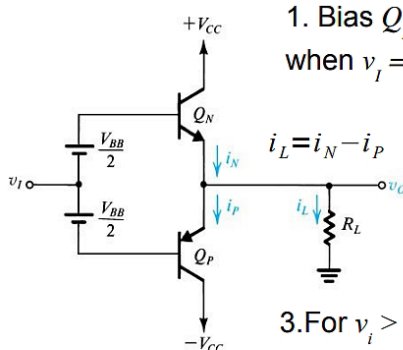 1. Bias Q
when v_I =
+V_CC
Q_N
V_BB/2
i_N
i_L=i_N−i_P
v_I
v_O
V_BB/2
i_P
i_L
R_L
Q_P
3.For v_i >
−V_CC